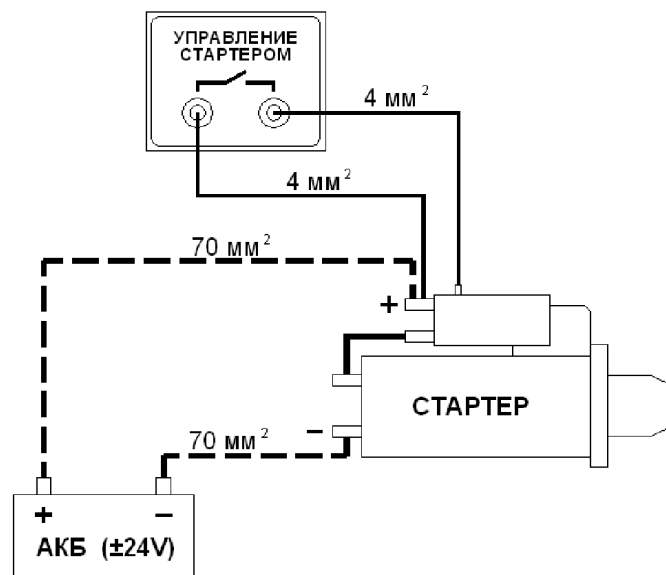 УПРАВЛЕНИЕ
СТАРТЕРОМ
4 мм²
4 мм²
70 мм²
+
СТАРТЕР
–
70 мм²
+ –
АКБ (±24V)